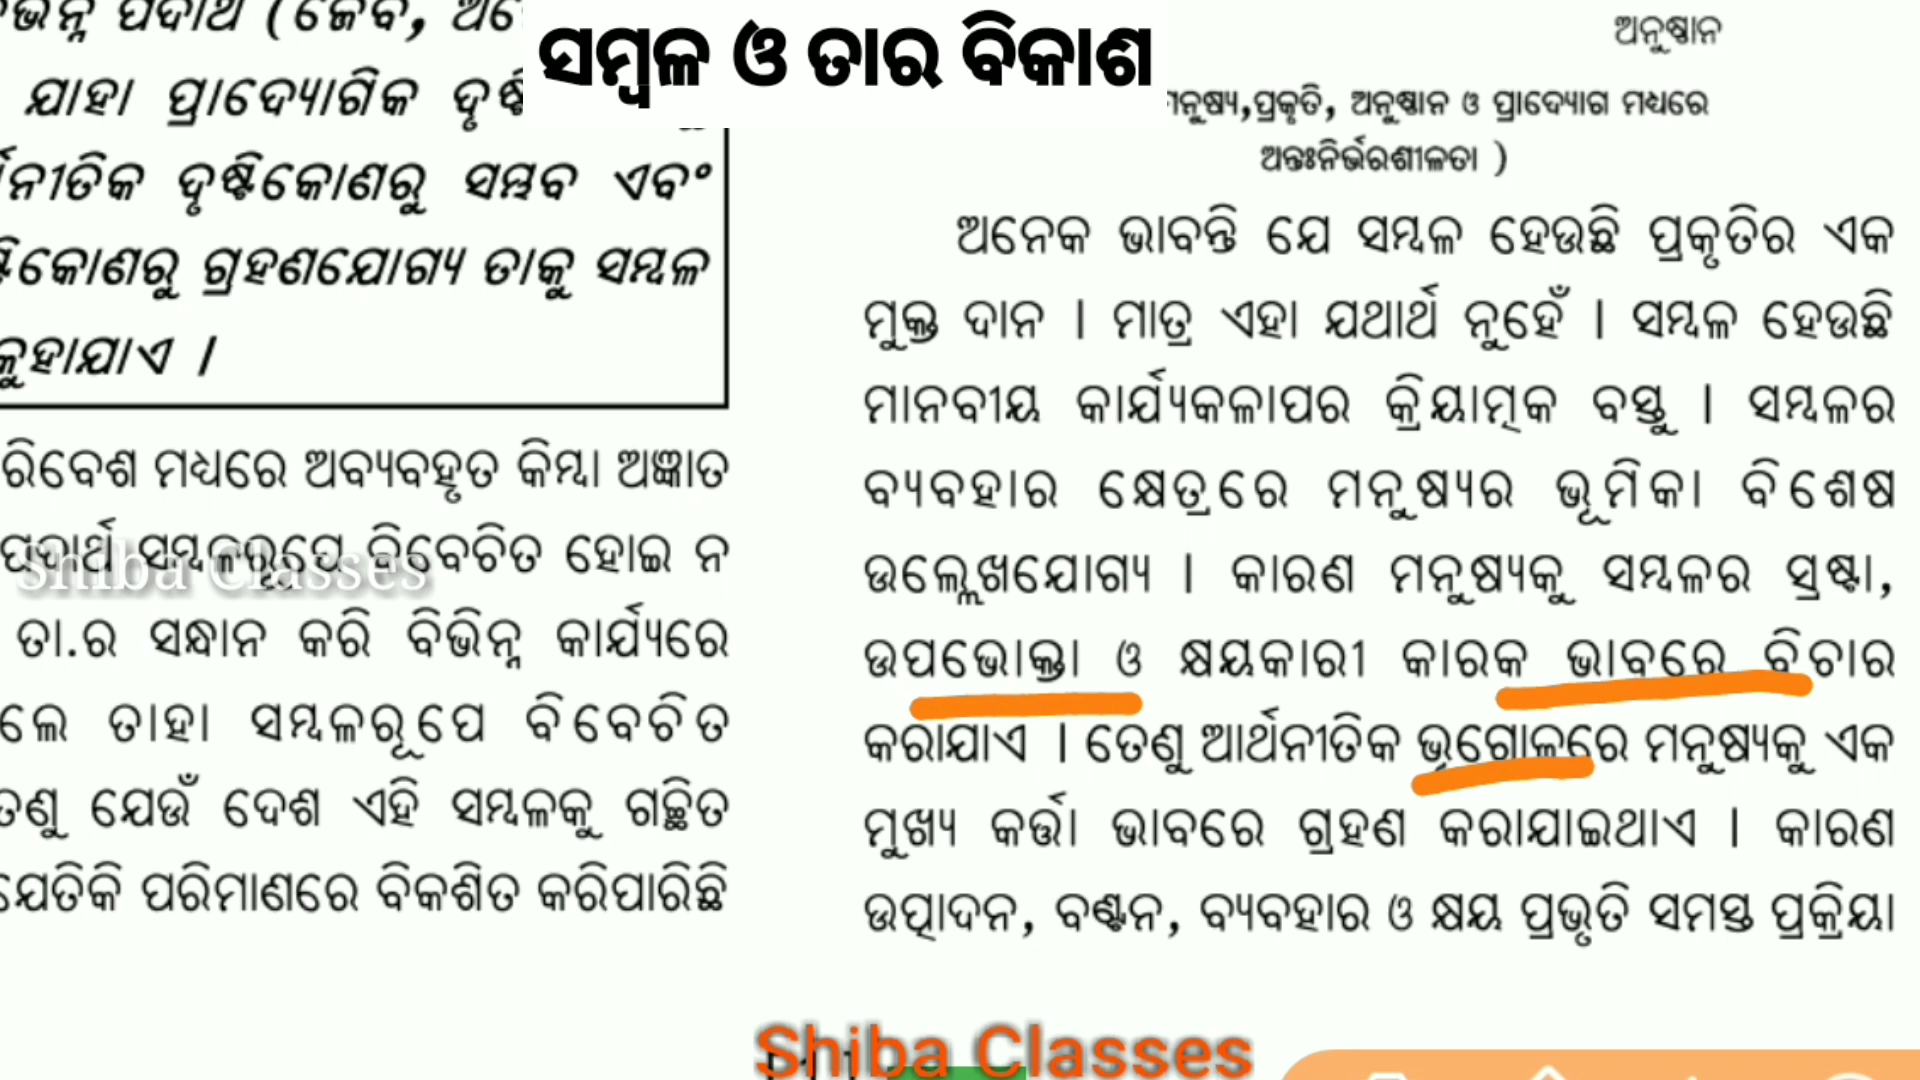 ସମ୍ବଳ ଓ ତାର ବିକାଶ
ଯାହା ପ୍ରାଦ୍ୟୋଗିକ
ଦୃଷ୍ଟିକୋଣରୁ ସମ୍ଭବ ଏବଂ
ଗ୍ରହଣଯୋଗ୍ୟ ତାକୁ ସମ୍ବଳ
କୁହାଯାଏ ।
ମଧ୍ୟରେ ଅବ୍ୟବହୃତ କିମ୍ବା ଅଜ୍ଞାତ
ପଦାର୍ଥ ସମ୍ବଳରୂପେ ବିବେଚିତ ହୋଇ ନ
Shiba Classes
ତା.ର ସନ୍ଧାନ କରି ବିଭିନ୍ନ କାର୍ଯ୍ୟରେ
ତାହା ସମ୍ବଳରୂପେ ବିବେଚିତ
ଯେଉଁ ଦେଶ ଏହି ସମ୍ବଳକୁ ଗଚ୍ଛିତ
ଯେତିକି ପରିମାଣରେ ବିକଶିତ କରିପାରିଛି
ଅନୁଷ୍ଠାନ
ମନୁଷ୍ୟ,ପ୍ରକୃତି, ଅନୁଷ୍ଠାନ ଓ ପ୍ରାଦ୍ୟୋଗ ମଧ୍ୟରେ
ଅନ୍ତଃନିର୍ଭରଶୀଳତା )
ଅନେକ ଭାବନ୍ତି ଯେ ସମ୍ବଳ ହେଉଛି ପ୍ରକୃତିର ଏକ
ମୁକ୍ତ ଦାନ । ମାତ୍ର ଏହା ଯଥାର୍ଥ ନୁହେଁ । ସମ୍ବଳ ହେଉଛି
ମାନବୀୟ କାର୍ଯ୍ୟକଳାପର କ୍ରିୟାତ୍ମକ ବସ୍ତୁ । ସମ୍ବଳର
ବ୍ୟବହାର କ୍ଷେତ୍ରରେ ମନୁଷ୍ୟର ଭୂମିକା ବିଶେଷ
ଉଲ୍ଲେଖଯୋଗ୍ୟ । କାରଣ ମନୁଷ୍ୟକୁ ସମ୍ବଳର ସ୍ରଷ୍ଟା,
ଉପଭୋକ୍ତା ଓ କ୍ଷୟକାରୀ କାରକ ଭାବରେ ବିଚାର
କରାଯାଏ । ତେଣୁ ଆର୍ଥନୀତିକ ଭୂଗୋଳରେ ମନୁଷ୍ୟକୁ ଏକ
ମୁଖ୍ୟ କର୍ତ୍ତା ଭାବରେ ଗ୍ରହଣ କରାଯାଇଥାଏ । କାରଣ
ଉତ୍ପାଦନ, ବଣ୍ଟନ, ବ୍ୟବହାର ଓ କ୍ଷୟ ପ୍ରଭୃତି ସମସ୍ତ ପ୍ରକ୍ରିୟା
Shiba Classes